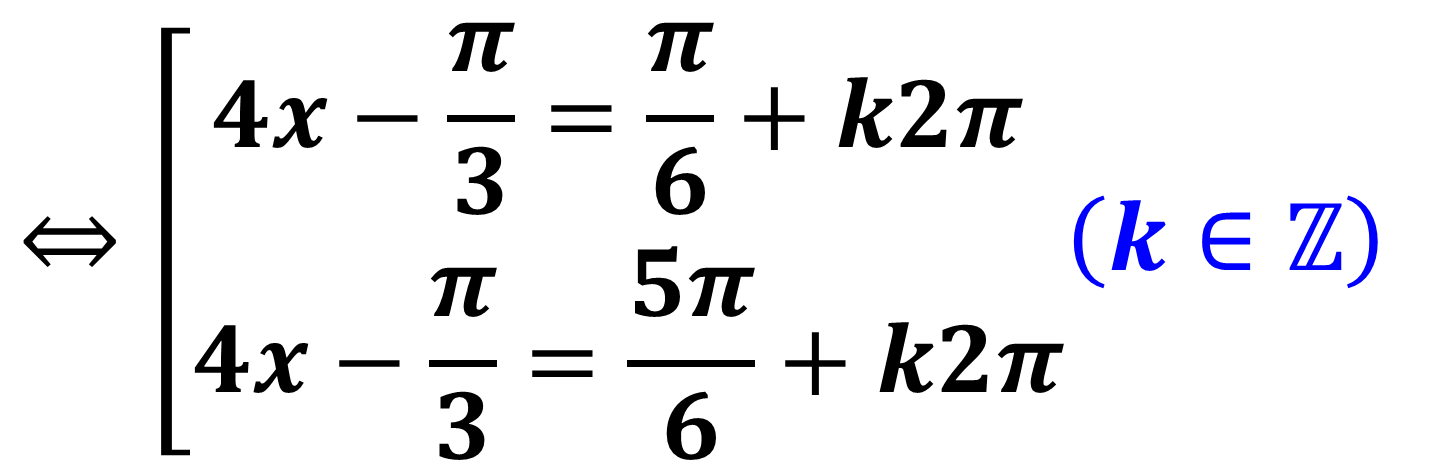 ⇔ [ 4x − π/3 = π/6 + k2π
4x − π/3 = 5π/6 + k2π (k ∈ ℤ)